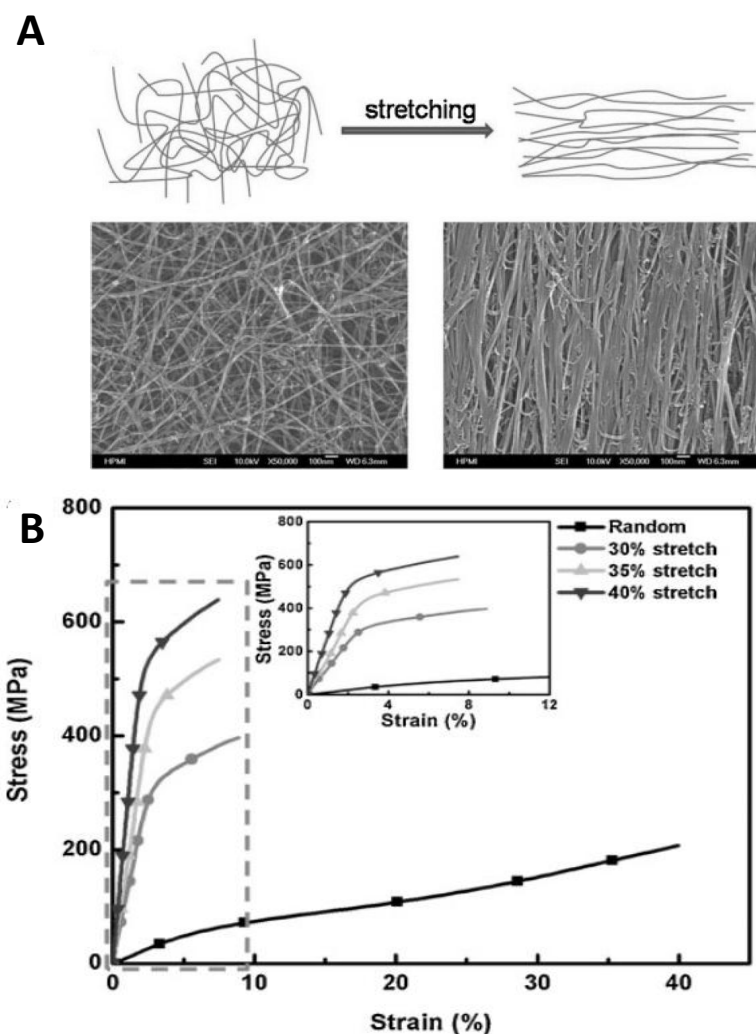 A
stretching
HPMI SEI 10.0kV X50,000 100nm WD 6.3mm
HPMI SEI 10.0kV X50,000 100nm WD 6.3mm
B
800
600
400
200
0
Stress (MPa)
0 10 20 30 40
Strain (%)
800
600
400
200
0
Stress (MPa)
0 4 8 12
Strain (%)
Random
30% stretch
35% stretch
40% stretch